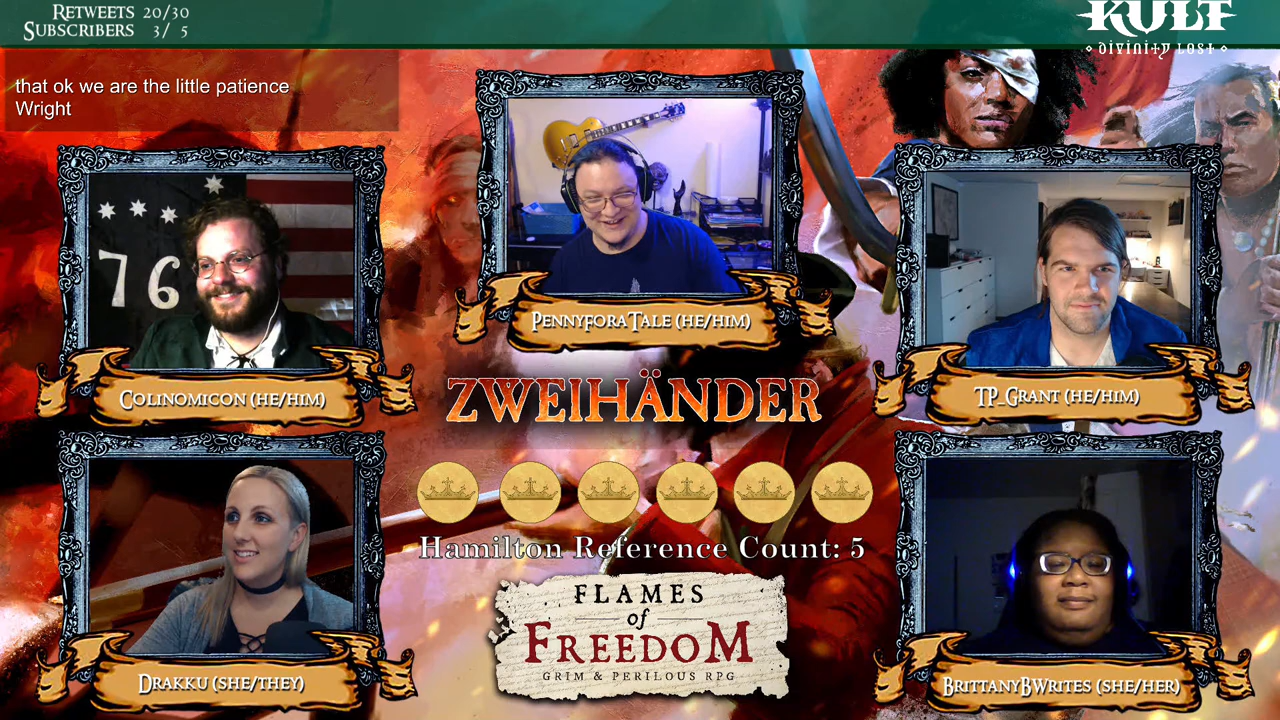 RETWEETS 20/30
SUBSCRIBERS 3/ 5
KULT
DIVINITY LOST
that ok we are the little patience
Wright
76
PENNYFORATALE (HE/HIM)
COLINOMICON (HE/HIM)
TP_GRANT (HE/HIM)
ZWEIHÄNDER
Hamilton Reference Count: 5
FLAMES
of
FREEDOM
GRIM & PERILOUS RPG
DRAKKU (SHE/THEY)
BRITTANYBWRITES (SHE/HER)